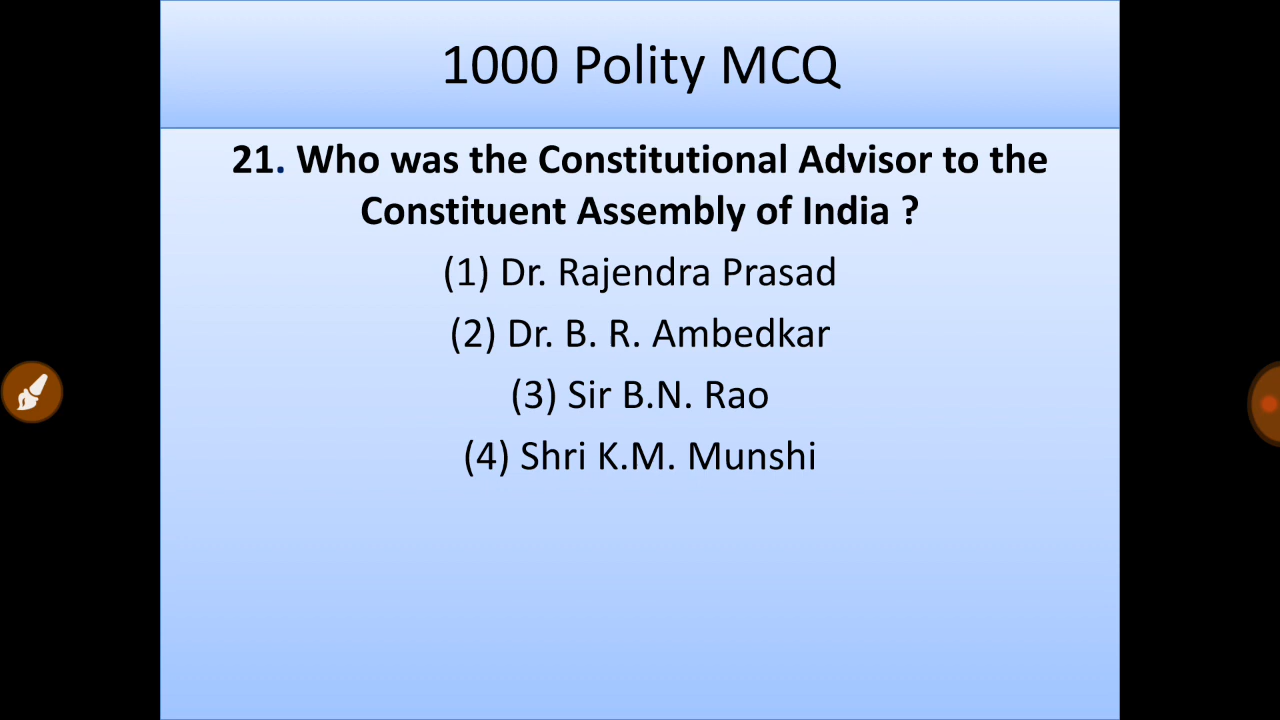 1000 Polity MCQ
21. Who was the Constitutional Advisor to the
Constituent Assembly of India ?
(1) Dr. Rajendra Prasad
(2) Dr. B. R. Ambedkar
(3) Sir B.N. Rao
(4) Shri K.M. Munshi